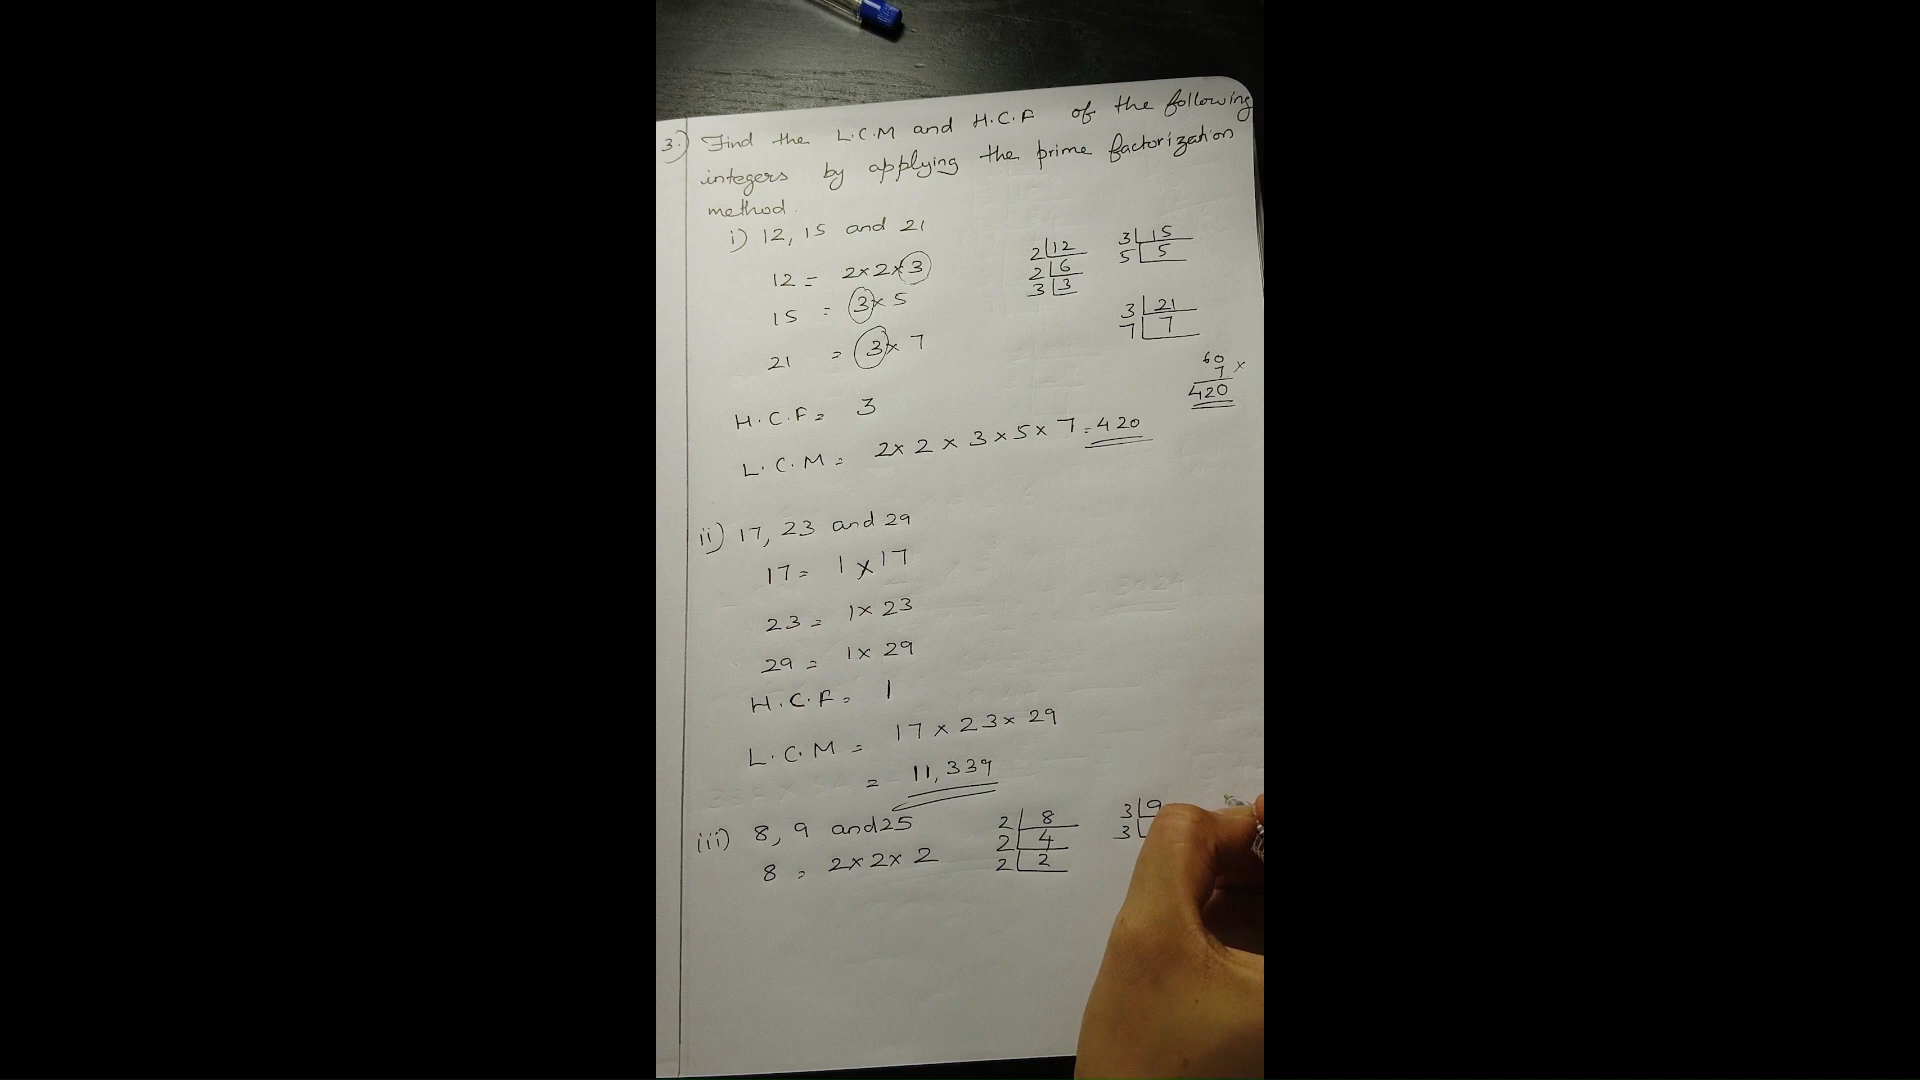 3.) Find the L.C.M and H.C.F of the following
integers by applying the prime factorization
method.
i) 12, 15 and 21
12 = 2×2×3
15 = 3×5
21 = 3×7
2 12
2 6
3 3
3 15
5 5
3 21
7 7
60
7 ×
420
H.C.F = 3
L.C.M = 2×2×3×5×7=420
ii) 17, 23 and 29
17 = 1×17
23 = 1×23
29 = 1×29
H.C.F = 1
L.C.M = 17×23×29
= 11,339
iii) 8, 9 and 25
8 = 2×2×2
2 8
2 4
2 2
3 9
3